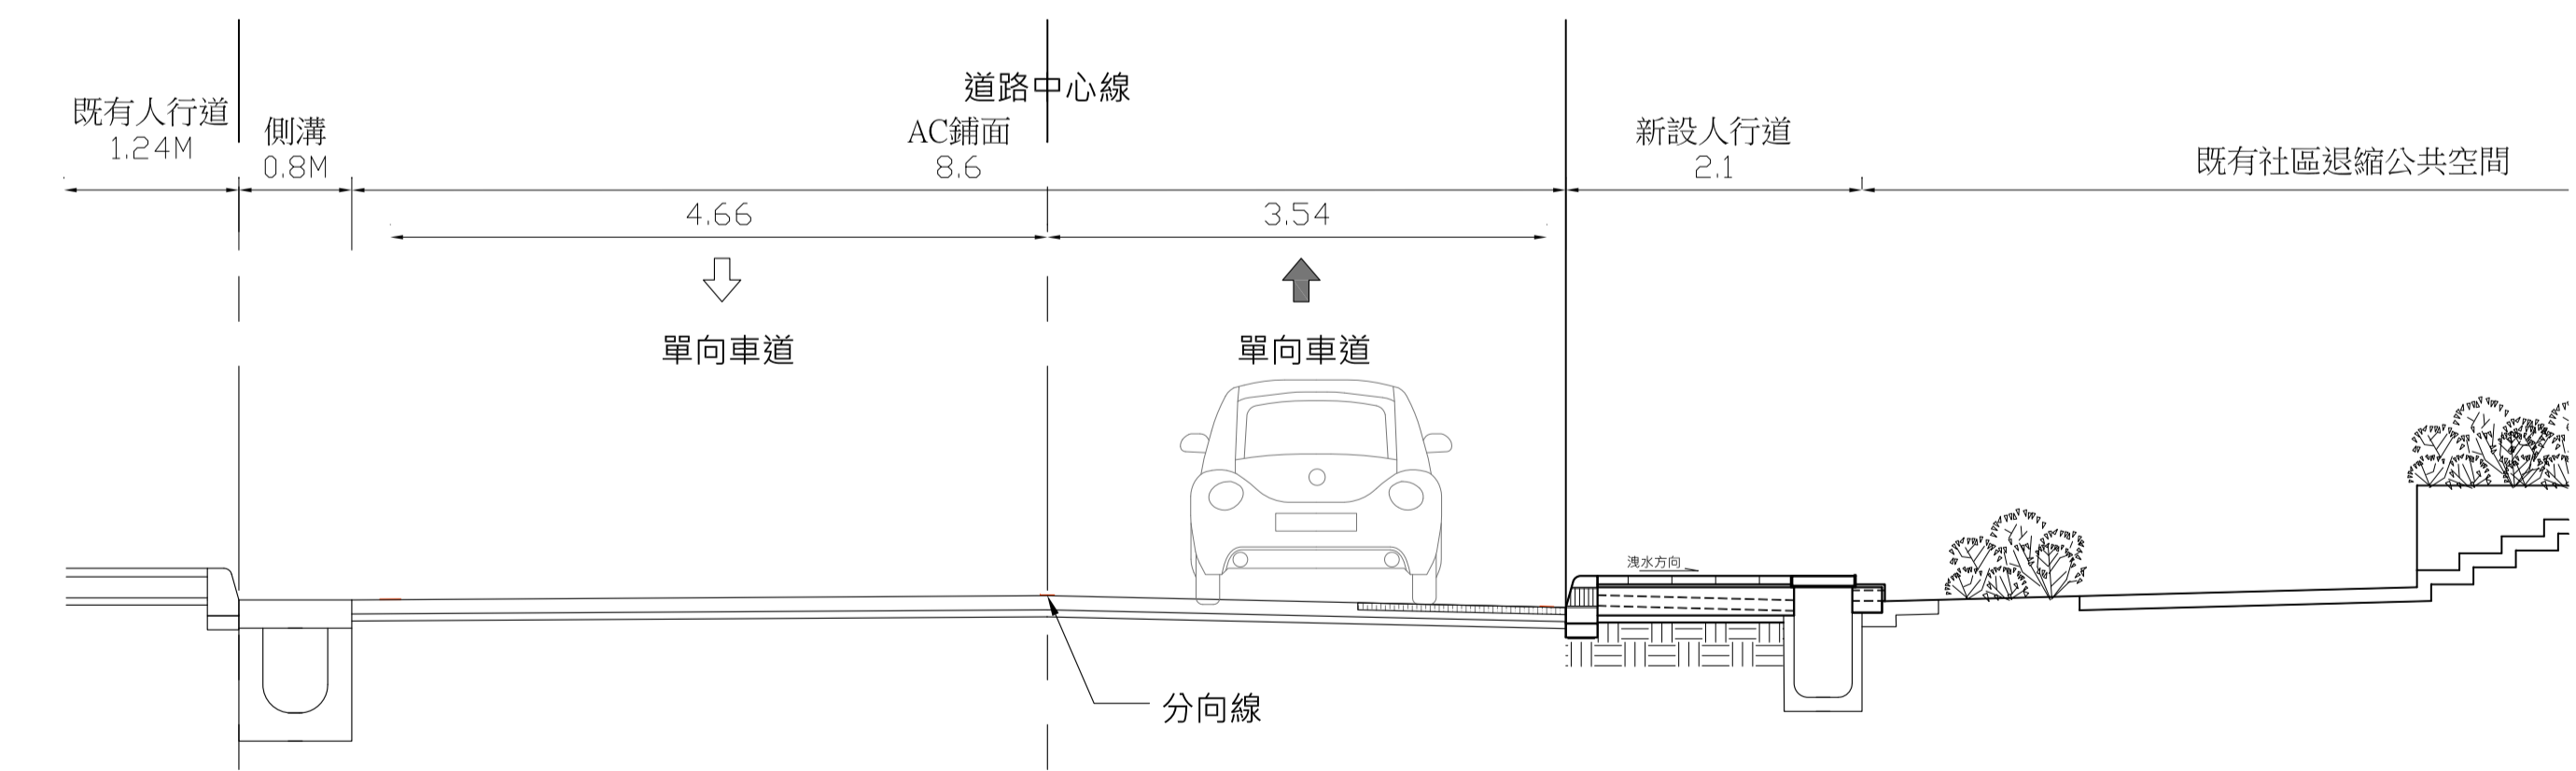 道路中心線
既有人行道
1.24M
側溝
0.8M
AC鋪面
8.6
新設人行道
2.1
既有社區退縮公共空間
4.66
3.54
單向車道
單向車道
洩水方向
分向線